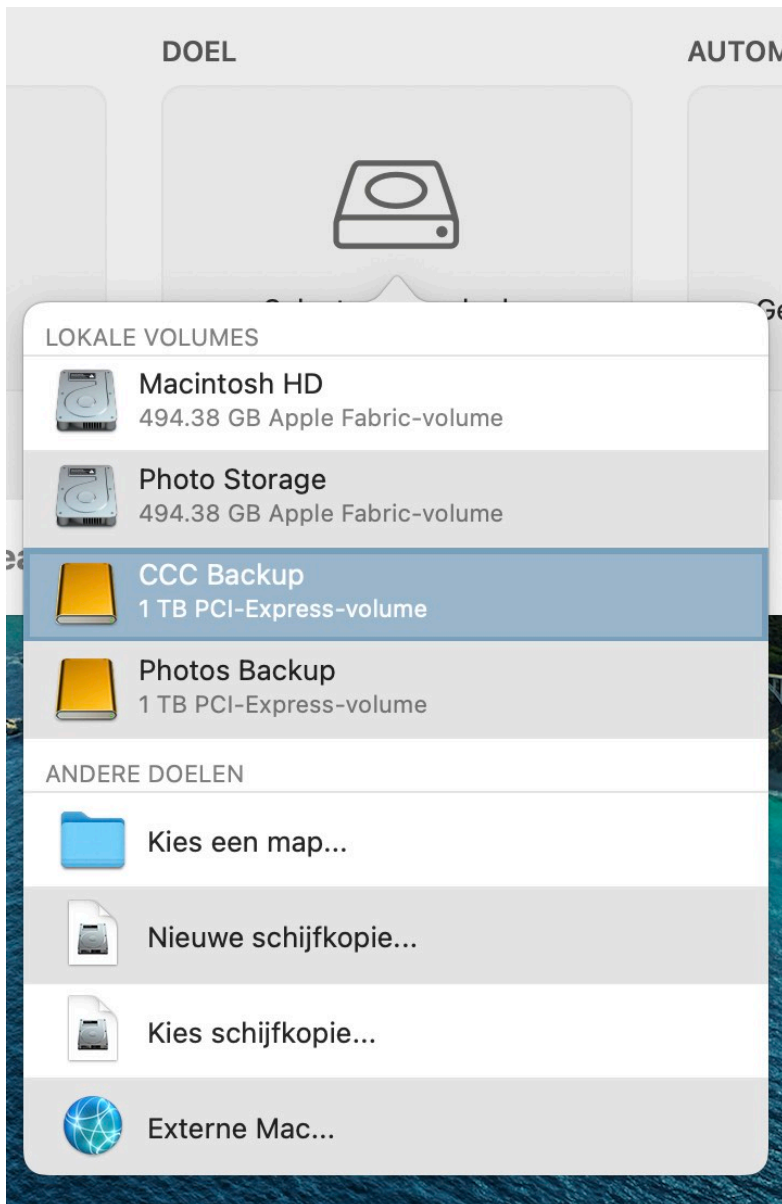 DOEL
LOKALE VOLUMES
Macintosh HD
494.38 GB Apple Fabric-volume
Photo Storage
494.38 GB Apple Fabric-volume
CCC Backup
1 TB PCI-Express-volume
Photos Backup
1 TB PCI-Express-volume
ANDERE DOELEN
Kies een map...
Nieuwe schijfkopie...
Kies schijfkopie...
Externe Mac...